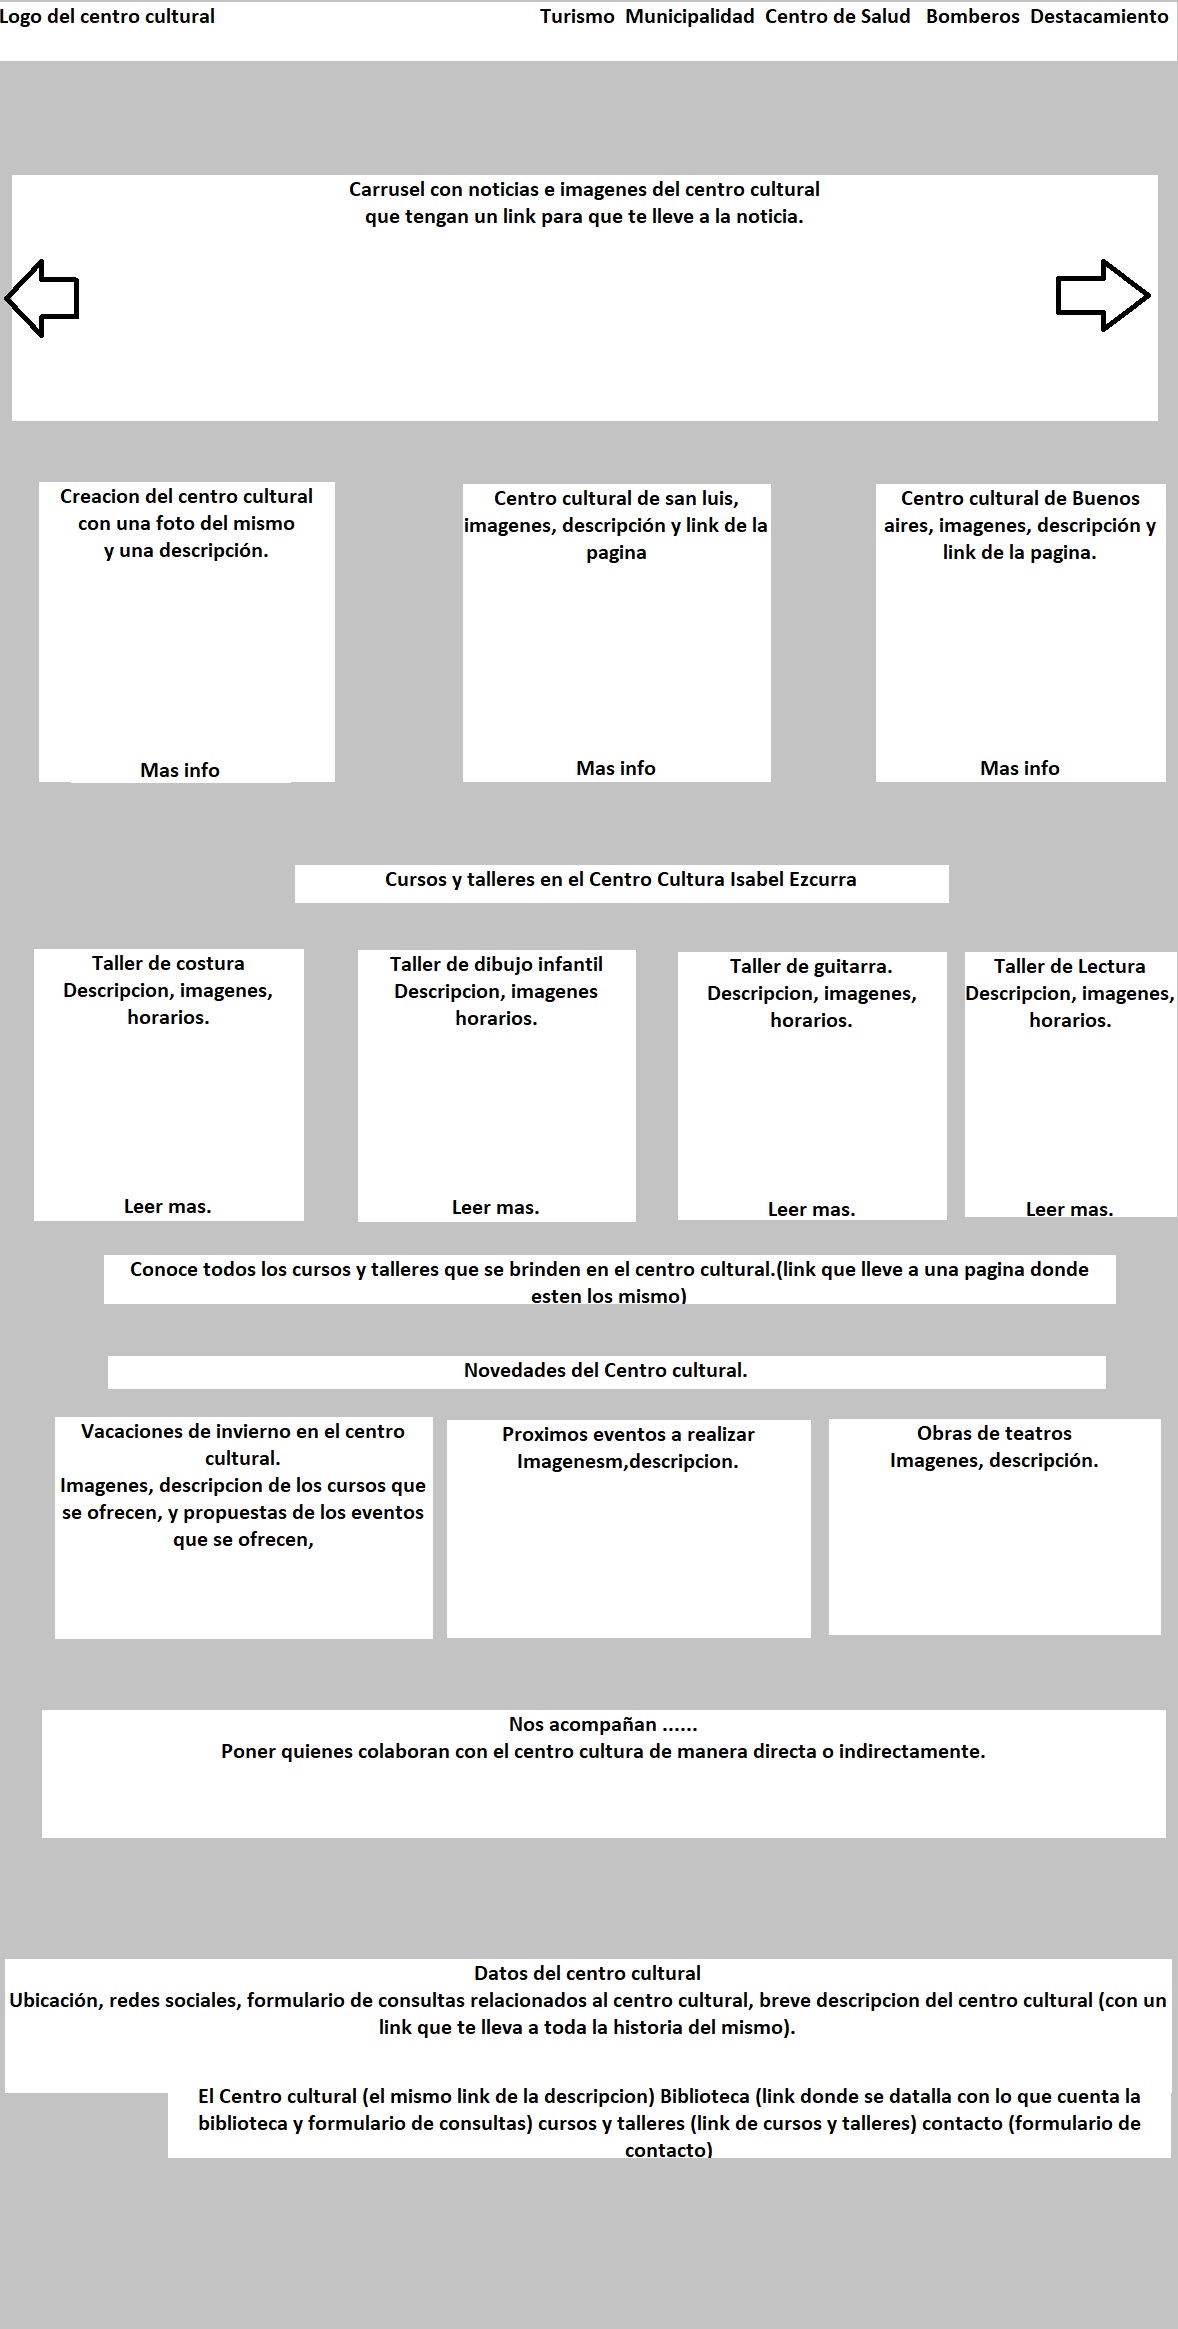 Logo del centro cultural
Turismo Municipalidad Centro de Salud Bomberos Destacamiento
Carrusel con noticias e imagenes del centro cultural
que tengan un link para que te lleve a la noticia.
Creacion del centro cultural
con una foto del mismo
y una descripción.
Mas info
Centro cultural de san luis,
imagenes, descripción y link de la
pagina
Mas info
Centro cultural de Buenos
aires, imagenes, descripción y
link de la pagina.
Mas info
Cursos y talleres en el Centro Cultura Isabel Ezcurra
Taller de costura
Descripcion, imagenes,
horarios.
Leer mas.
Taller de dibujo infantil
Descripcion, imagenes
horarios.
Leer mas.
Taller de guitarra.
Descripcion, imagenes,
horarios.
Leer mas.
Taller de Lectura
Descripcion, imagenes,
horarios.
Leer mas.
Conoce todos los cursos y talleres que se brinden en el centro cultural.(link que lleve a una pagina donde
esten los mismo)
Novedades del Centro cultural.
Vacaciones de invierno en el centro
cultural.
Imagenes, descripcion de los cursos que
se ofrecen, y propuestas de los eventos
que se ofrecen,
Proximos eventos a realizar
Imagenesm,descripcion.
Obras de teatros
Imagenes, descripción.
Nos acompañan ......
Poner quienes colaboran con el centro cultura de manera directa o indirectamente.
Datos del centro cultural
Ubicación, redes sociales, formulario de consultas relacionados al centro cultural, breve descripcion del centro cultural (con un
link que te lleva a toda la historia del mismo).
El Centro cultural (el mismo link de la descripcion) Biblioteca (link donde se datalla con lo que cuenta la
biblioteca y formulario de consultas) cursos y talleres (link de cursos y talleres) contacto (formulario de
contacto)